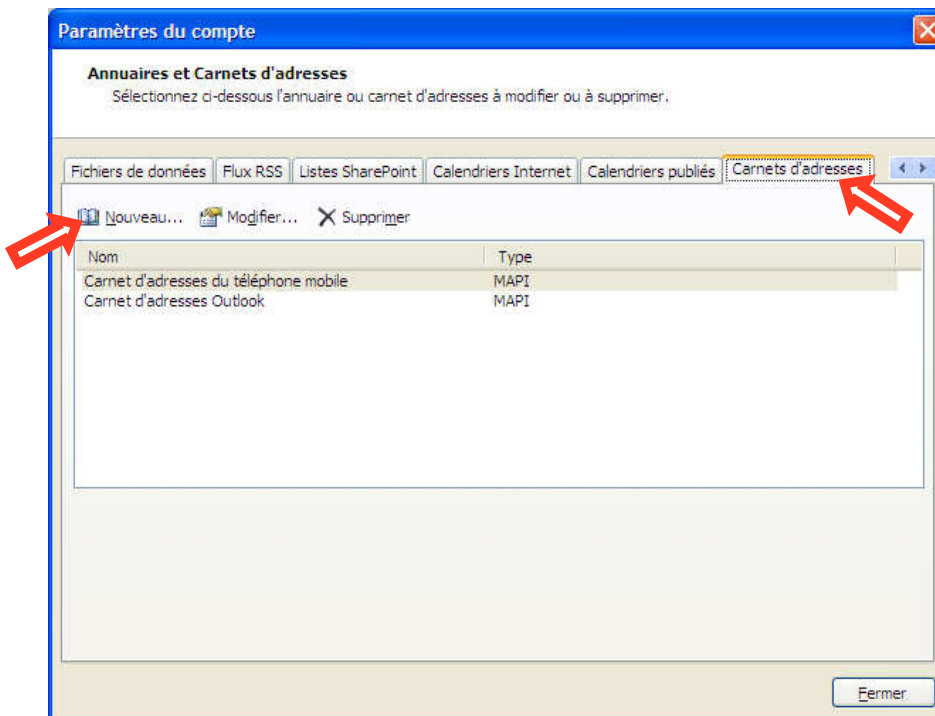 Paramètres du compte
Annuaires et Carnets d'adresses
Sélectionnez ci-dessous l'annuaire ou carnet d'adresses à modifier ou à supprimer.
Fichiers de données Flux RSS Listes SharePoint Calendriers Internet Calendriers publiés Carnets d'adresses
Nouveau... Modifier... Supprimer
Nom Type
Carnet d'adresses du téléphone mobile MAPI
Carnet d'adresses Outlook MAPI
Fermer